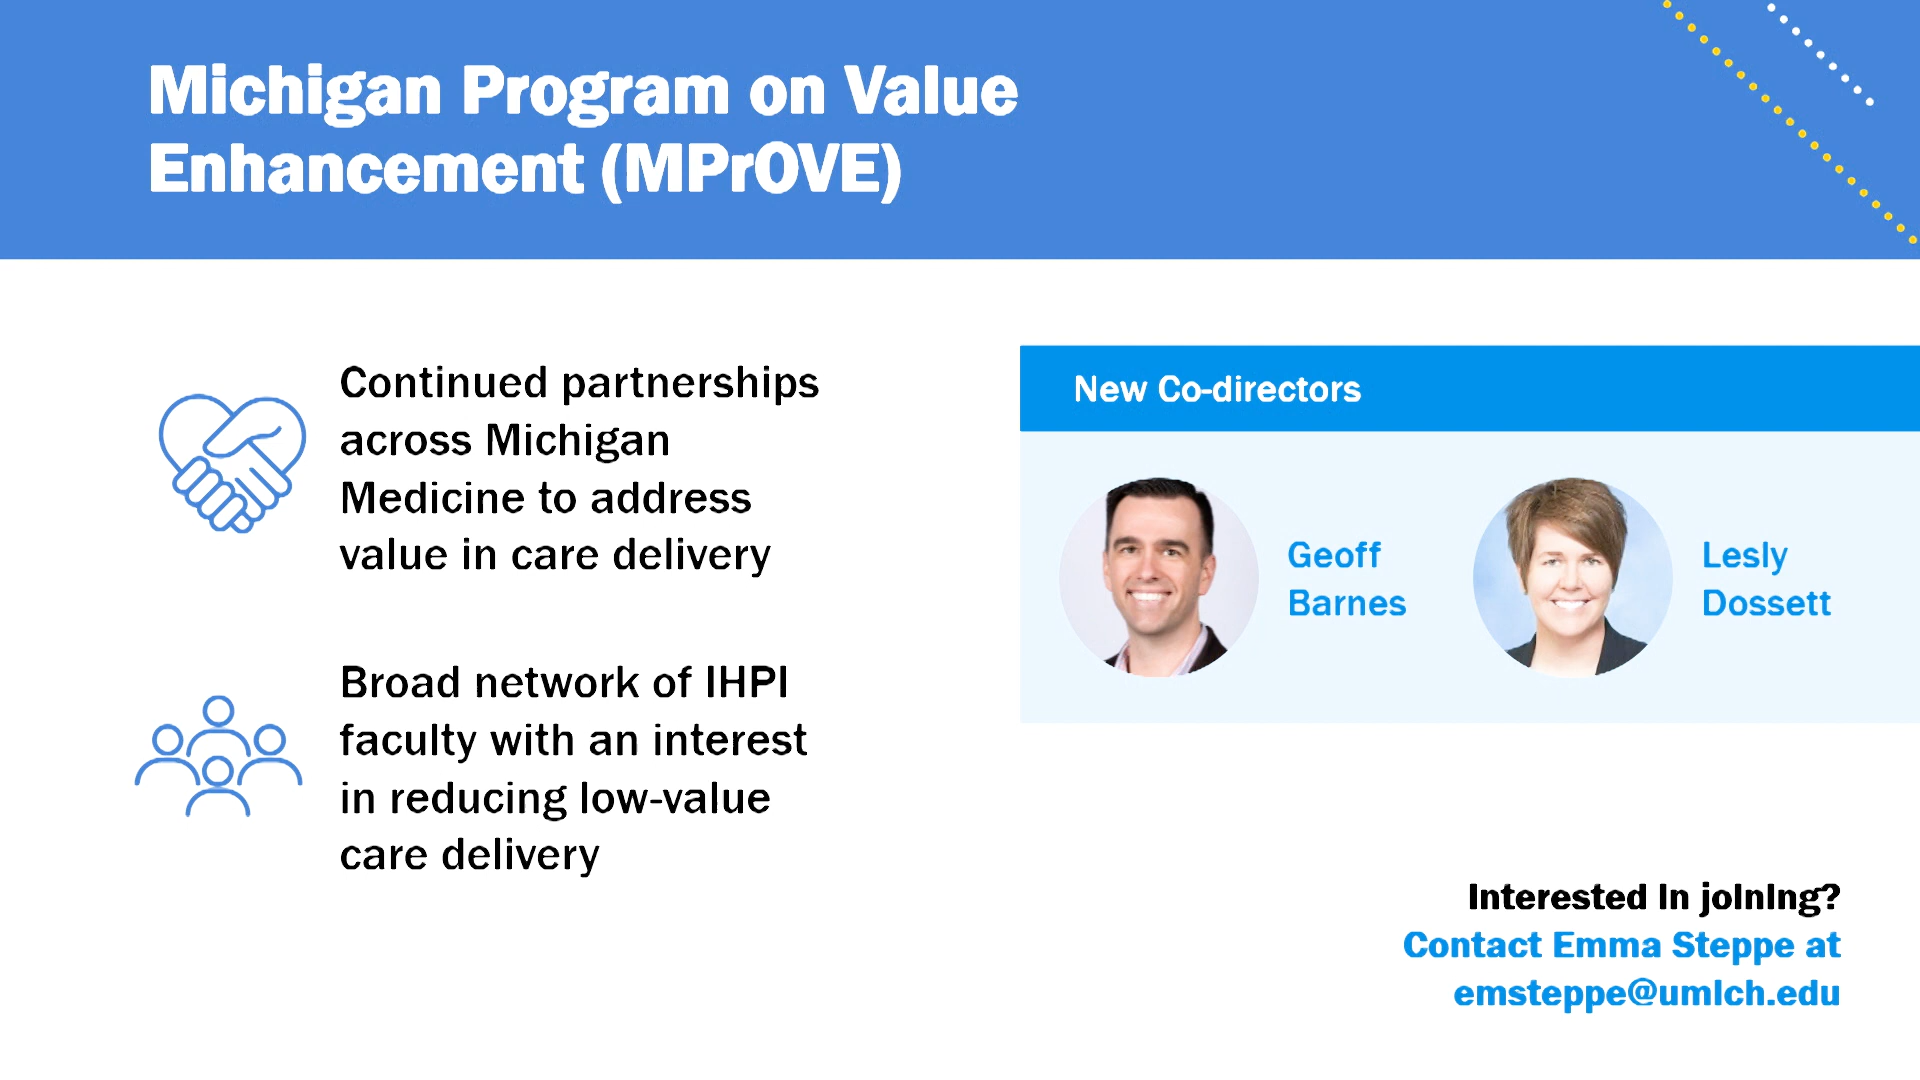 Michigan Program on Value
Enhancement (MPrOVE)
Continued partnerships
across Michigan
Medicine to address
value in care delivery
Broad network of IHPI
faculty with an interest
in reducing low-value
care delivery
New Co-directors
Geoff
Barnes
Lesly
Dossett
Interested in joining?
Contact Emma Steppe at
emsteppe@umich.edu